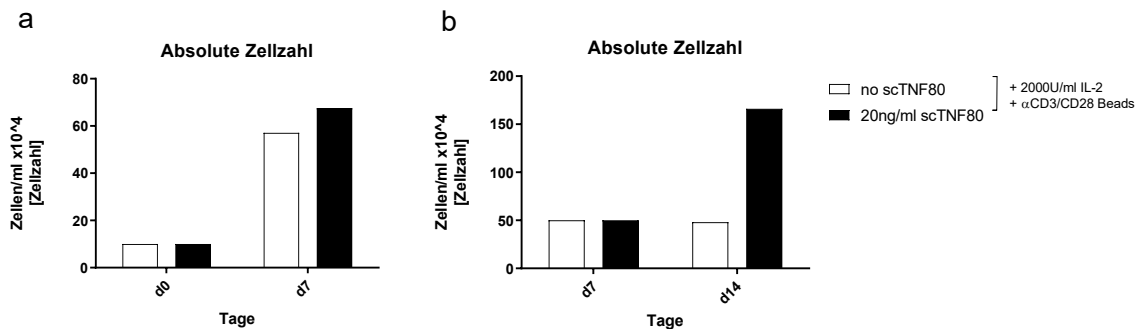 a
Absolute Zellzahl
Zellen/ml x10^4
[Zellzahl]
80
60
40
20
0
d0
d7
Tage
b
Absolute Zellzahl
Zellen/ml x10^4
[Zellzahl]
200
150
100
50
0
d7
d14
Tage
no scTNF80
20ng/ml scTNF80
+ 2000U/ml IL-2
+ αCD3/CD28 Beads